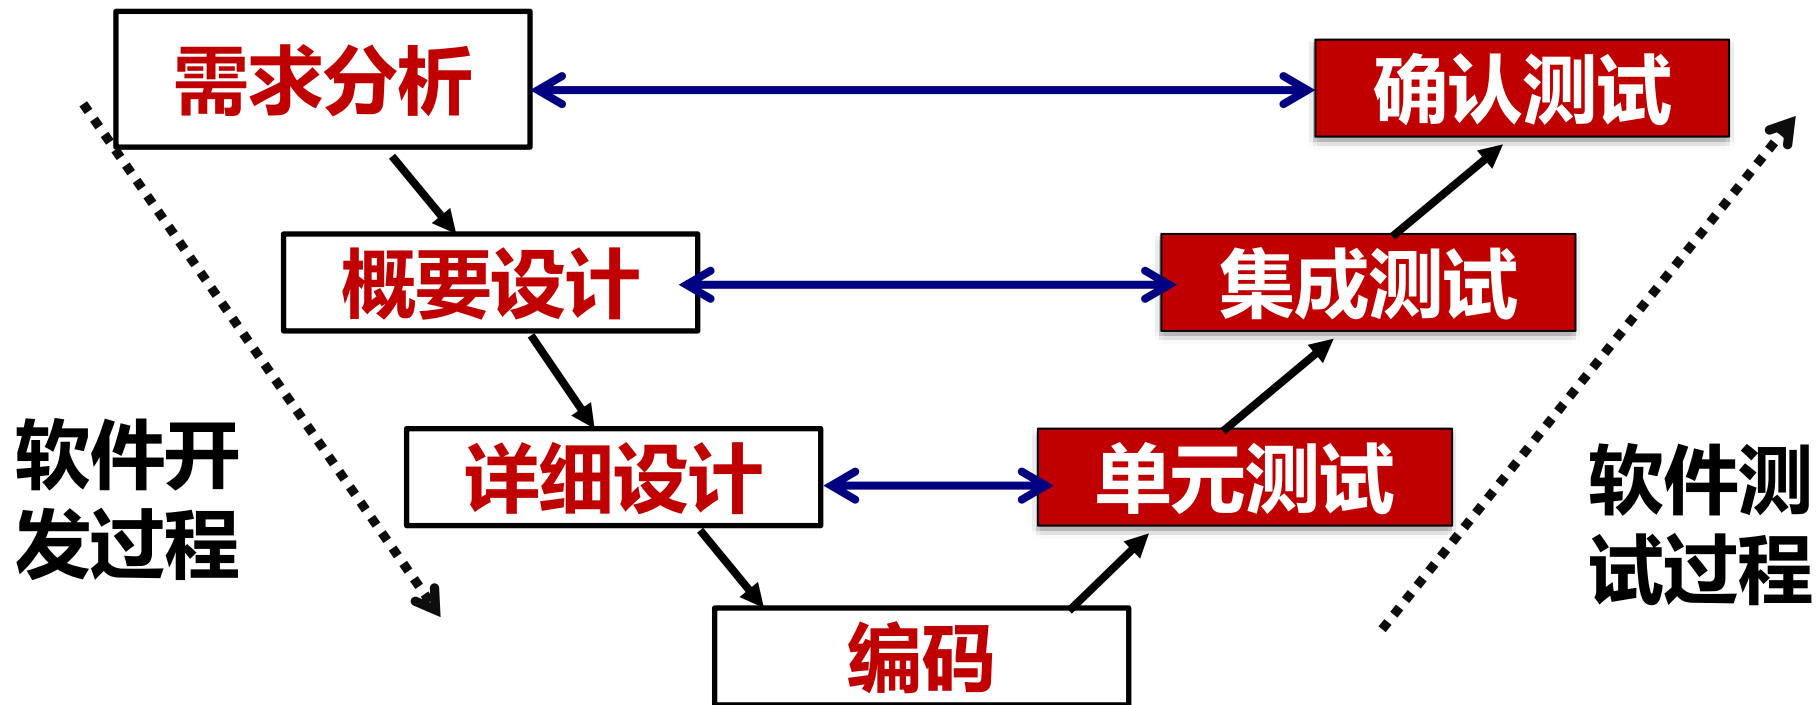 需求分析
确认测试
概要设计
集成测试
详细设计
单元测试
编码
软件开
发过程
软件测
试过程